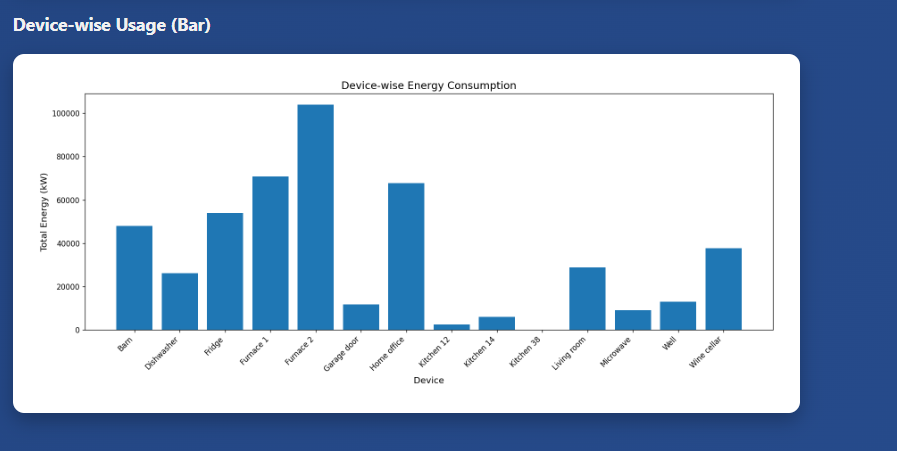 Device-wise Usage (Bar)
Device-wise Energy Consumption
Total Energy (kW)
100000
80000
60000
40000
20000
0
Barn
Dishwasher
Fridge
Furnace 1
Furnace 2
Garage door
Home office
Kitchen 12
Kitchen 14
Kitchen 38
Living room
Microwave
Well
Wine cellar
Device